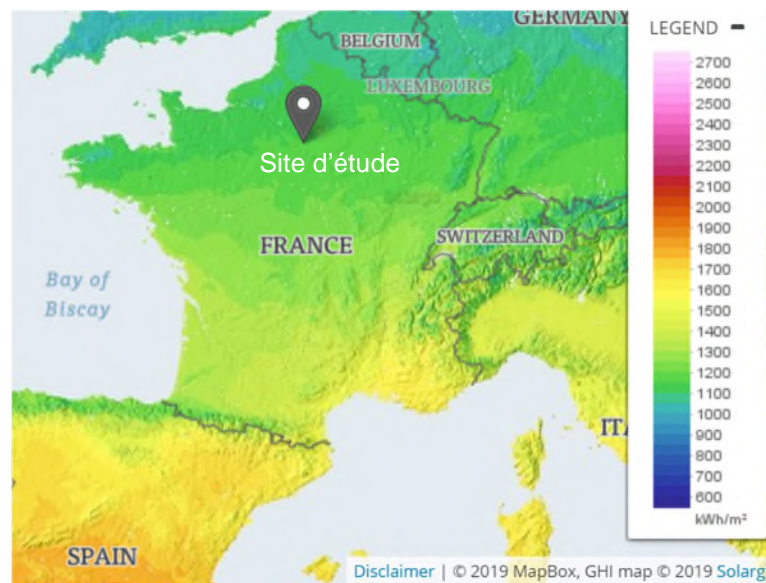 GERMANY
BELGIUM
LUXEMBOURG
Site d'étude
FRANCE
SWITZERLAND
Bay of
Biscay
SPAIN
LEGEND
2700
2600
2500
2400
2300
2200
2100
2000
1900
1800
1700
1600
1500
1400
1300
1200
1100
1000
900
800
700
600
kWh/m²
Disclaimer | © 2019 MapBox, GHI map © 2019 Solarg